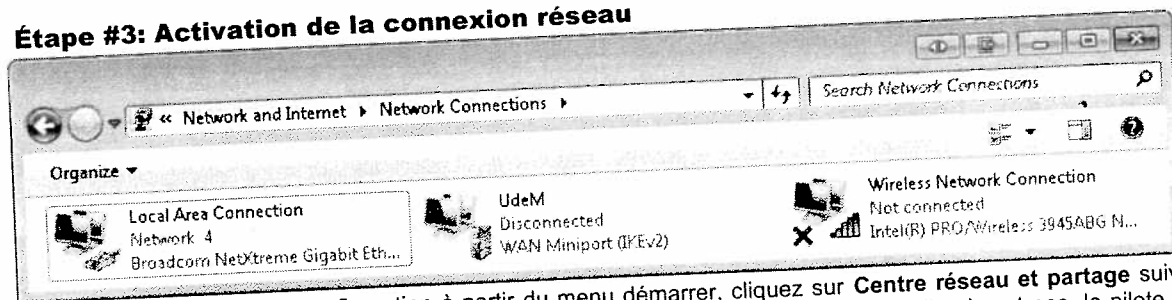 Étape #3: Activation de la connexion réseau
« Network and Internet Network Connections
Search Network Connections
Organize
Local Area Connection
Network 4
Broadcom NetXtreme Gigabit Eth...
UdeM
Disconnected
WAN Miniport (IKEv2)
Wireless Network Connection
Not connected
Intel(R) PRO/Wireless 3945ABG N...
à partir du menu démarrer, cliquez sur Centre réseau et partage